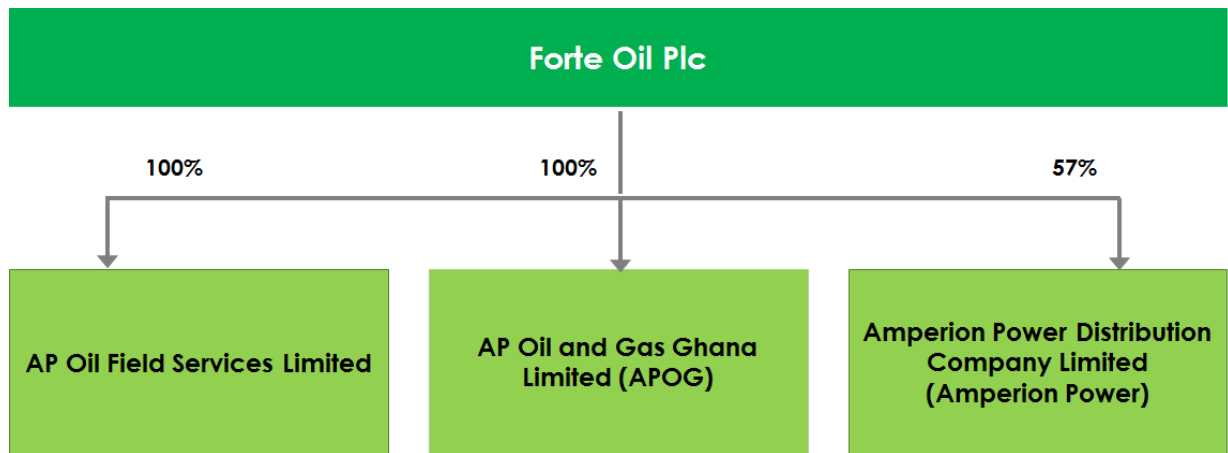 Forte Oil Plc
100%
100%
57%
AP Oil Field Services Limited
AP Oil and Gas Ghana
Limited (APOG)
Amperion Power Distribution
Company Limited
(Amperion Power)